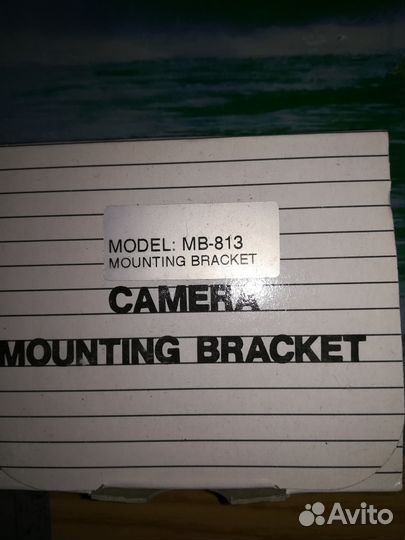 MODEL: MB-813
MOUNTING BRACKET
CAMERA
MOUNTING BRACKET
Avito